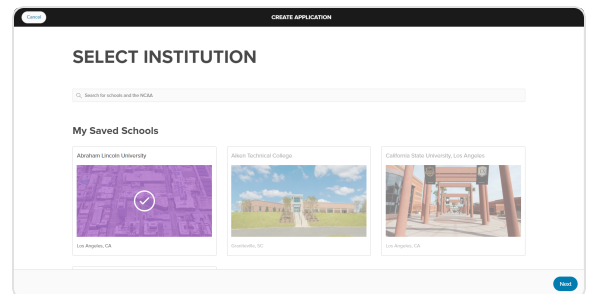 Cancel
CREATE APPLICATION
SELECT INSTITUTION
Search for schools and the NCAA
My Saved Schools
Abraham Lincoln University
Aiken Technical College
California State University, Los Angeles
Los Angeles, CA
Graniteville, SC
Los Angeles, CA
Next